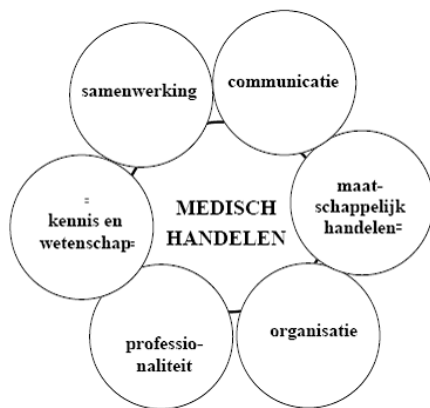 samenwerking
communicatie
kennis en
wetenschap=
MEDISCH
HANDELEN
maat-
schappelijk
handelen=
professio-
naliteit
organisatie